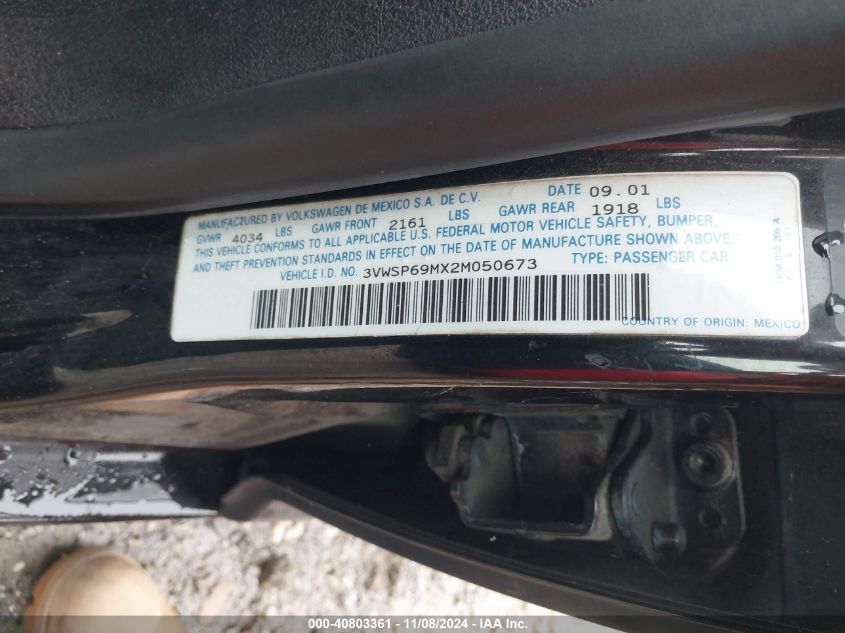 MANUFACTURED BY VOLKSWAGEN DE MEXICO S.A. DE C.V. DATE 09.01
GVWR 4034 LBS GAWR FRONT 2161 LBS GAWR REAR 1918 LBS
THIS VEHICLE CONFORMS TO ALL APPLICABLE U.S. FEDERAL MOTOR VEHICLE SAFETY, BUMPER,
AND THEFT PREVENTION STANDARDS IN EFFECT ON THE DATE OF MANUFACTURE SHOWN ABOVE.
VEHICLE I.D. NO. 3VWSP69MX2M050673 TYPE: PASSENGER CAR
COUNTRY OF ORIGIN: MEXICO
000-40803361 - 11/08/2024 - IAA Inc.